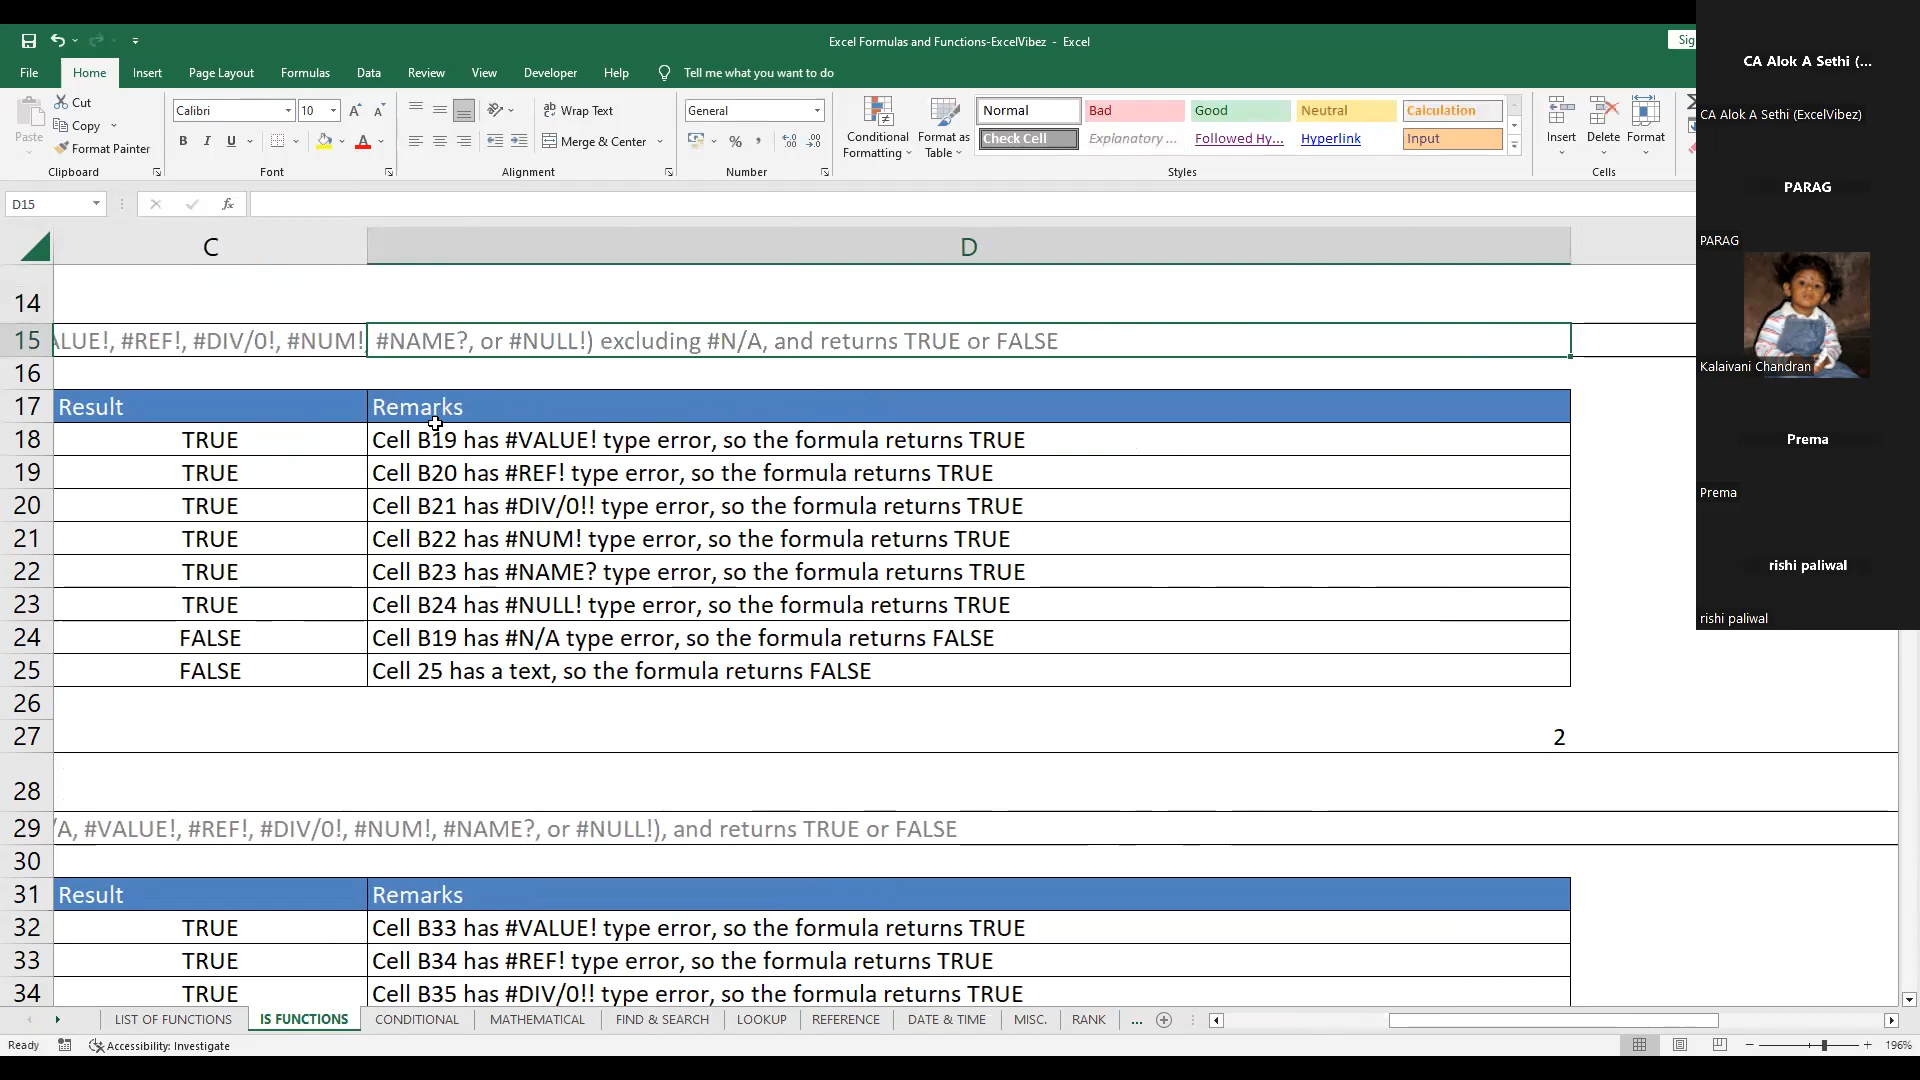 Excel Formulas and Functions-ExcelVibez - Excel
Sig
File Home Insert Page Layout Formulas Data Review View Developer Help Tell me what you want to do
Paste
Cut
Copy
Format Painter
Clipboard
Calibri 10
B I U
Font
Wrap Text
Merge & Center
Alignment
General
Number
Conditional Formatting
Format as Table
Normal Bad Good Neutral Calculation
Check Cell Explanatory ... Followed Hy... Hyperlink Input
Styles
Insert Delete Format
Cells
D15
fx
C D
14
15 ALUE!, #REF!, #DIV/0!, #NUM!, #NAME?, or #NULL!) excluding #N/A, and returns TRUE or FALSE
16
17 Result Remarks
18 TRUE Cell B19 has #VALUE! type error, so the formula returns TRUE
19 TRUE Cell B20 has #REF! type error, so the formula returns TRUE
20 TRUE Cell B21 has #DIV/0!! type error, so the formula returns TRUE
21 TRUE Cell B22 has #NUM! type error, so the formula returns TRUE
22 TRUE Cell B23 has #NAME? type error, so the formula returns TRUE
23 TRUE Cell B24 has #NULL! type error, so the formula returns TRUE
24 FALSE Cell B19 has #N/A type error, so the formula returns FALSE
25 FALSE Cell 25 has a text, so the formula returns FALSE
26
27 2
28
29 /A, #VALUE!, #REF!, #DIV/0!, #NUM!, #NAME?, or #NULL!), and returns TRUE or FALSE
30
31 Result Remarks
32 TRUE Cell B33 has #VALUE! type error, so the formula returns TRUE
33 TRUE Cell B34 has #REF! type error, so the formula returns TRUE
34 TRUE Cell B35 has #DIV/0!! type error, so the formula returns TRUE
LIST OF FUNCTIONS IS FUNCTIONS CONDITIONAL MATHEMATICAL FIND & SEARCH LOOKUP REFERENCE DATE & TIME MISC. RANK ...
Ready Accessibility: Investigate 196%
CA Alok A Sethi (...
CA Alok A Sethi (ExcelVibez)
PARAG
PARAG
Kalaivani Chandran
Prema
Prema
rishi paliwal
rishi paliwal